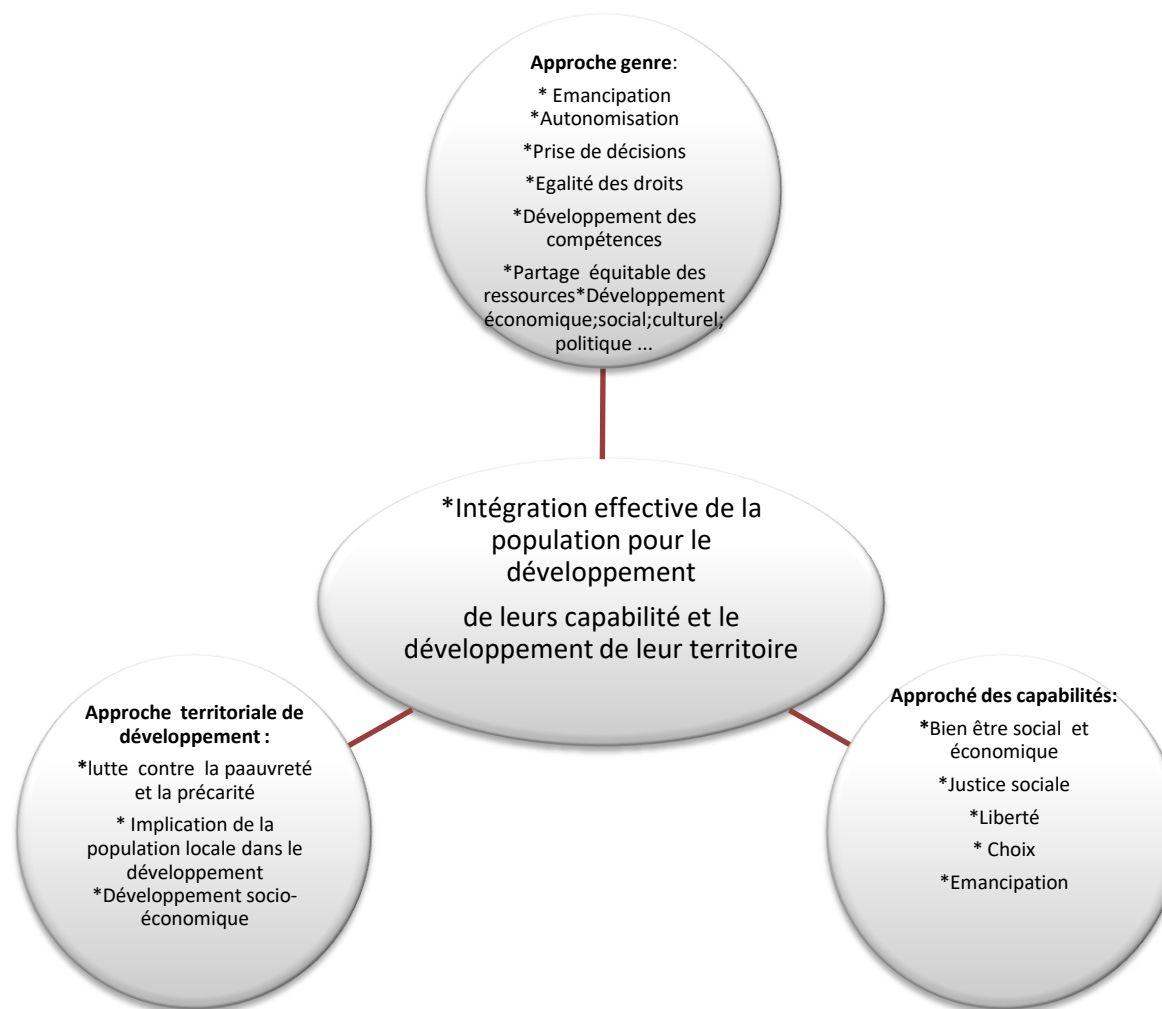 Approche genre:
* Emancipation
*Autonomisation
*Prise de décisions
*Egalité des droits
*Développement des
compétences
*Partage équitable des
ressources*Développement
économique;social;culturel;
politique ...
*Intégration effective de la
population pour le
développement
de leurs capabilité et le
développement de leur territoire
Approche territoriale de
développement :
*lutte contre la paauvreté
et la précarité
* Implication de la
population locale dans le
développement
*Développement socio-
économique
Approché des capabilités:
*Bien être social et
économique
*Justice sociale
*Liberté
* Choix
*Emancipation